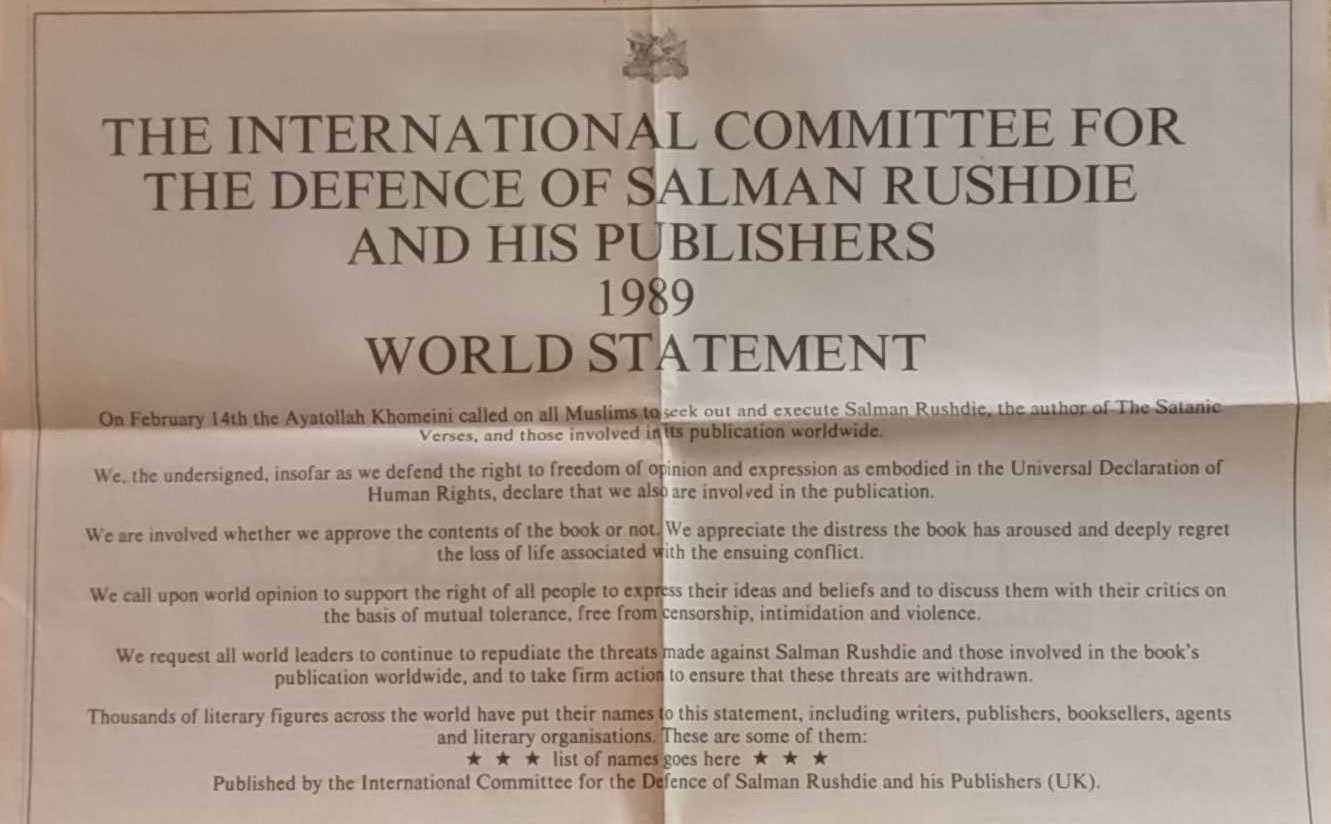 THE INTERNATIONAL COMMITTEE FOR
THE DEFENCE OF SALMAN RUSHDIE
AND HIS PUBLISHERS
1989
WORLD STATEMENT
On February 14th the Ayatollah Khomeini called on all Muslims to seek out and execute Salman Rushdie, the author of The Satanic
Verses, and those involved in its publication worldwide.
We, the undersigned, insofar as we defend the right to freedom of opinion and expression as embodied in the Universal Declaration of
Human Rights, declare that we also are involved in the publication.
We are involved whether we approve the contents of the book or not. We appreciate the distress the book has aroused and deeply regret
the loss of life associated with the ensuing conflict.
We call upon world opinion to support the right of all people to express their ideas and beliefs and to discuss them with their critics on
the basis of mutual tolerance, free from censorship, intimidation and violence.
We request all world leaders to continue to repudiate the threats made against Salman Rushdie and those involved in the book's
publication worldwide, and to take firm action to ensure that these threats are withdrawn.
Thousands of literary figures across the world have put their names to this statement, including writers, publishers, booksellers, agents
and literary organisations. These are some of them:
★ ★ ★ list of names goes here ★ ★ ★
Published by the International Committee for the Defence of Salman Rushdie and his Publishers (UK).